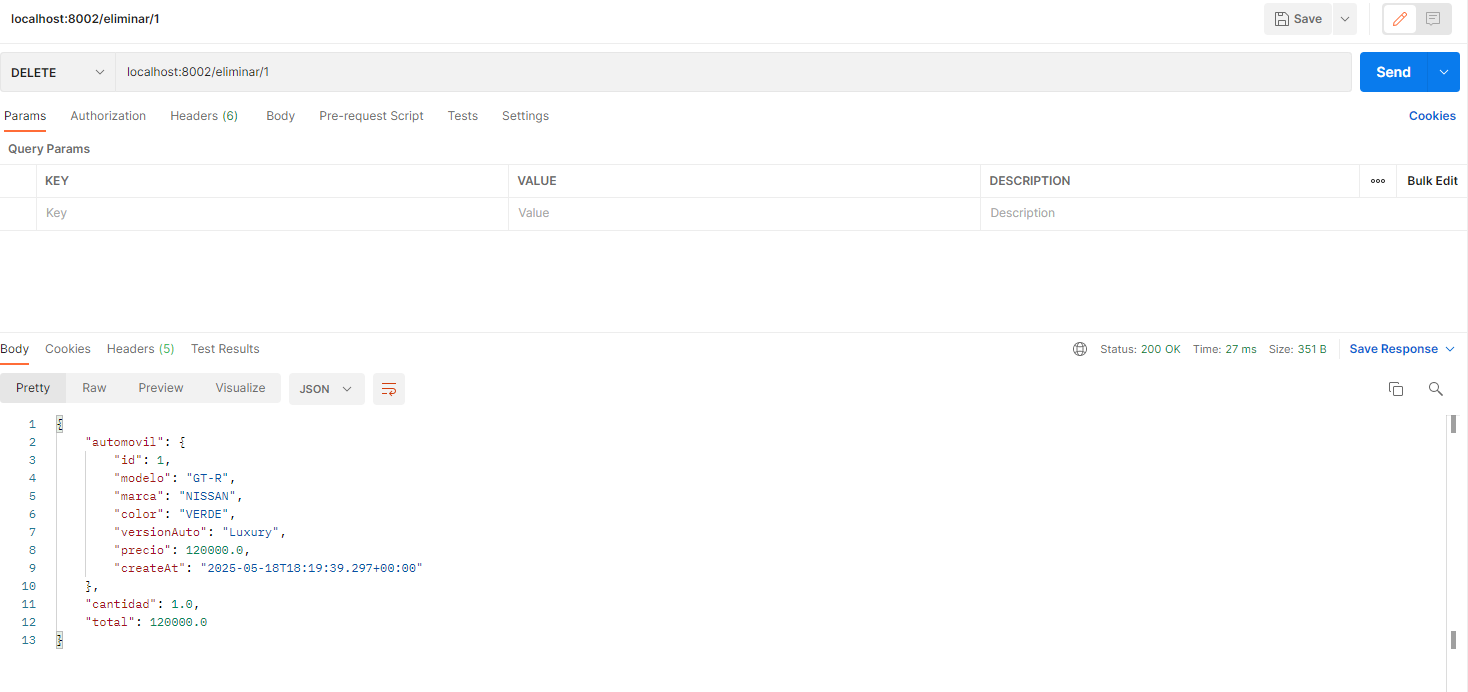 localhost:8002/eliminar/1
Save
DELETE
localhost:8002/eliminar/1
Send
Params Authorization Headers (6) Body Pre-request Script Tests Settings Cookies
Query Params
KEY VALUE DESCRIPTION ooo Bulk Edit
Key Value Description
Body Cookies Headers (5) Test Results Status: 200 OK Time: 27 ms Size: 351 B Save Response
Pretty Raw Preview Visualize JSON
1 {
2 "automovil": {
3 "id": 1,
4 "modelo": "GT-R",
5 "marca": "NISSAN",
6 "color": "VERDE",
7 "versionAuto": "Luxury",
8 "precio": 120000.0,
9 "createAt": "2025-05-18T18:19:39.297+00:00"
10 },
11 "cantidad": 1.0,
12 "total": 120000.0
13 }